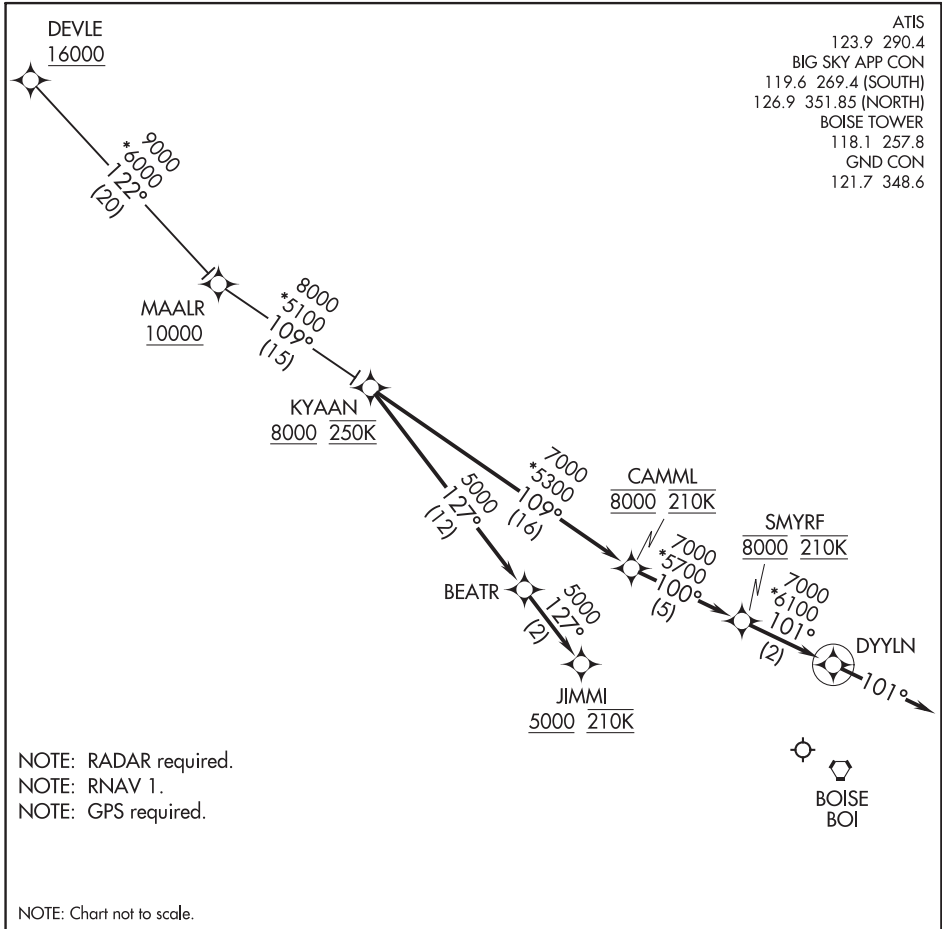 DEVLE
16000
ATIS
123.9 290.4
BIG SKY APP CON
119.6 269.4 (SOUTH)
126.9 351.85 (NORTH)
BOISE TOWER
118.1 257.8
GND CON
121.7 348.6
9000
*6000
122°
(20)
MAALR
10000
8000
*5100
109°
(15)
KYAAN
8000 250K
7000
*5300
109°
(16)
5000
127°
(12)
CAMML
8000 210K
7000
*5700
100°
(5)
SMYRF
8000 210K
7000
*6100
101°
(2)
DYYLN
101°
BEATR
5000
127°
(2)
JIMMI
5000 210K
BOISE
BOI
NOTE: RADAR required.
NOTE: RNAV 1.
NOTE: GPS required.
NOTE: Chart not to scale.